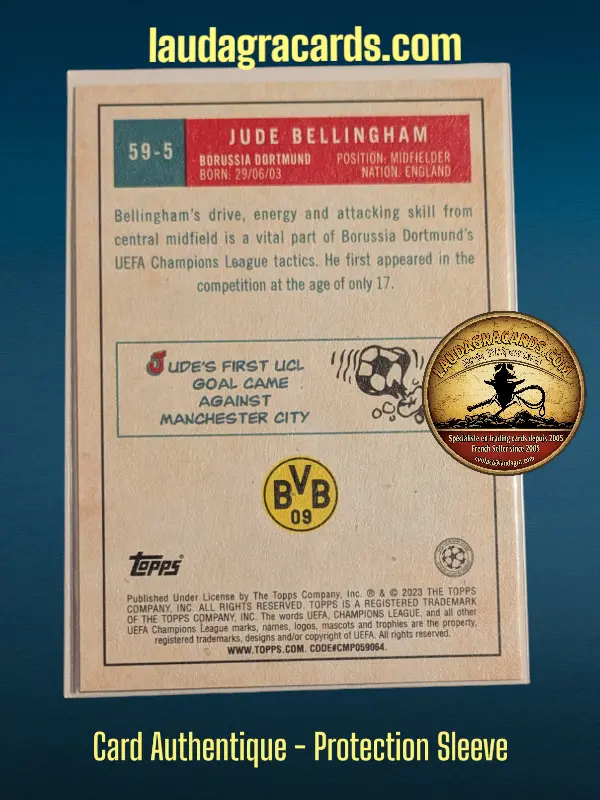 laudagracards.com
59-5
JUDE BELLINGHAM
BORUSSIA DORTMUND POSITION: MIDFIELDER
BORN: 29/06/03 NATION: ENGLAND
Bellingham's drive, energy and attacking skill from
central midfield is a vital part of Borussia Dortmund's
UEFA Champions League tactics. He first appeared in the
competition at the age of only 17.
JUDE'S FIRST UCL
GOAL CAME
AGAINST
MANCHESTER CITY
LAUDAGRACARDS.COM
Spécialiste en trading cards depuis 2005
French Seller since 2005
BVB
09
Topps®
Published Under License by The Topps Company, Inc. ® & © 2023 THE TOPPS
COMPANY, INC. ALL RIGHTS RESERVED. TOPPS IS A REGISTERED TRADEMARK
OF THE TOPPS COMPANY, INC. The words UEFA, CHAMPIONS LEAGUE, and all other
UEFA Champions League marks, names, logos, mascots and trophies are the property,
registered trademarks, designs and/or copyright of UEFA. All rights reserved.
WWW.TOPPS.COM. CODE#CMP059064.
Card Authentique - Protection Sleeve